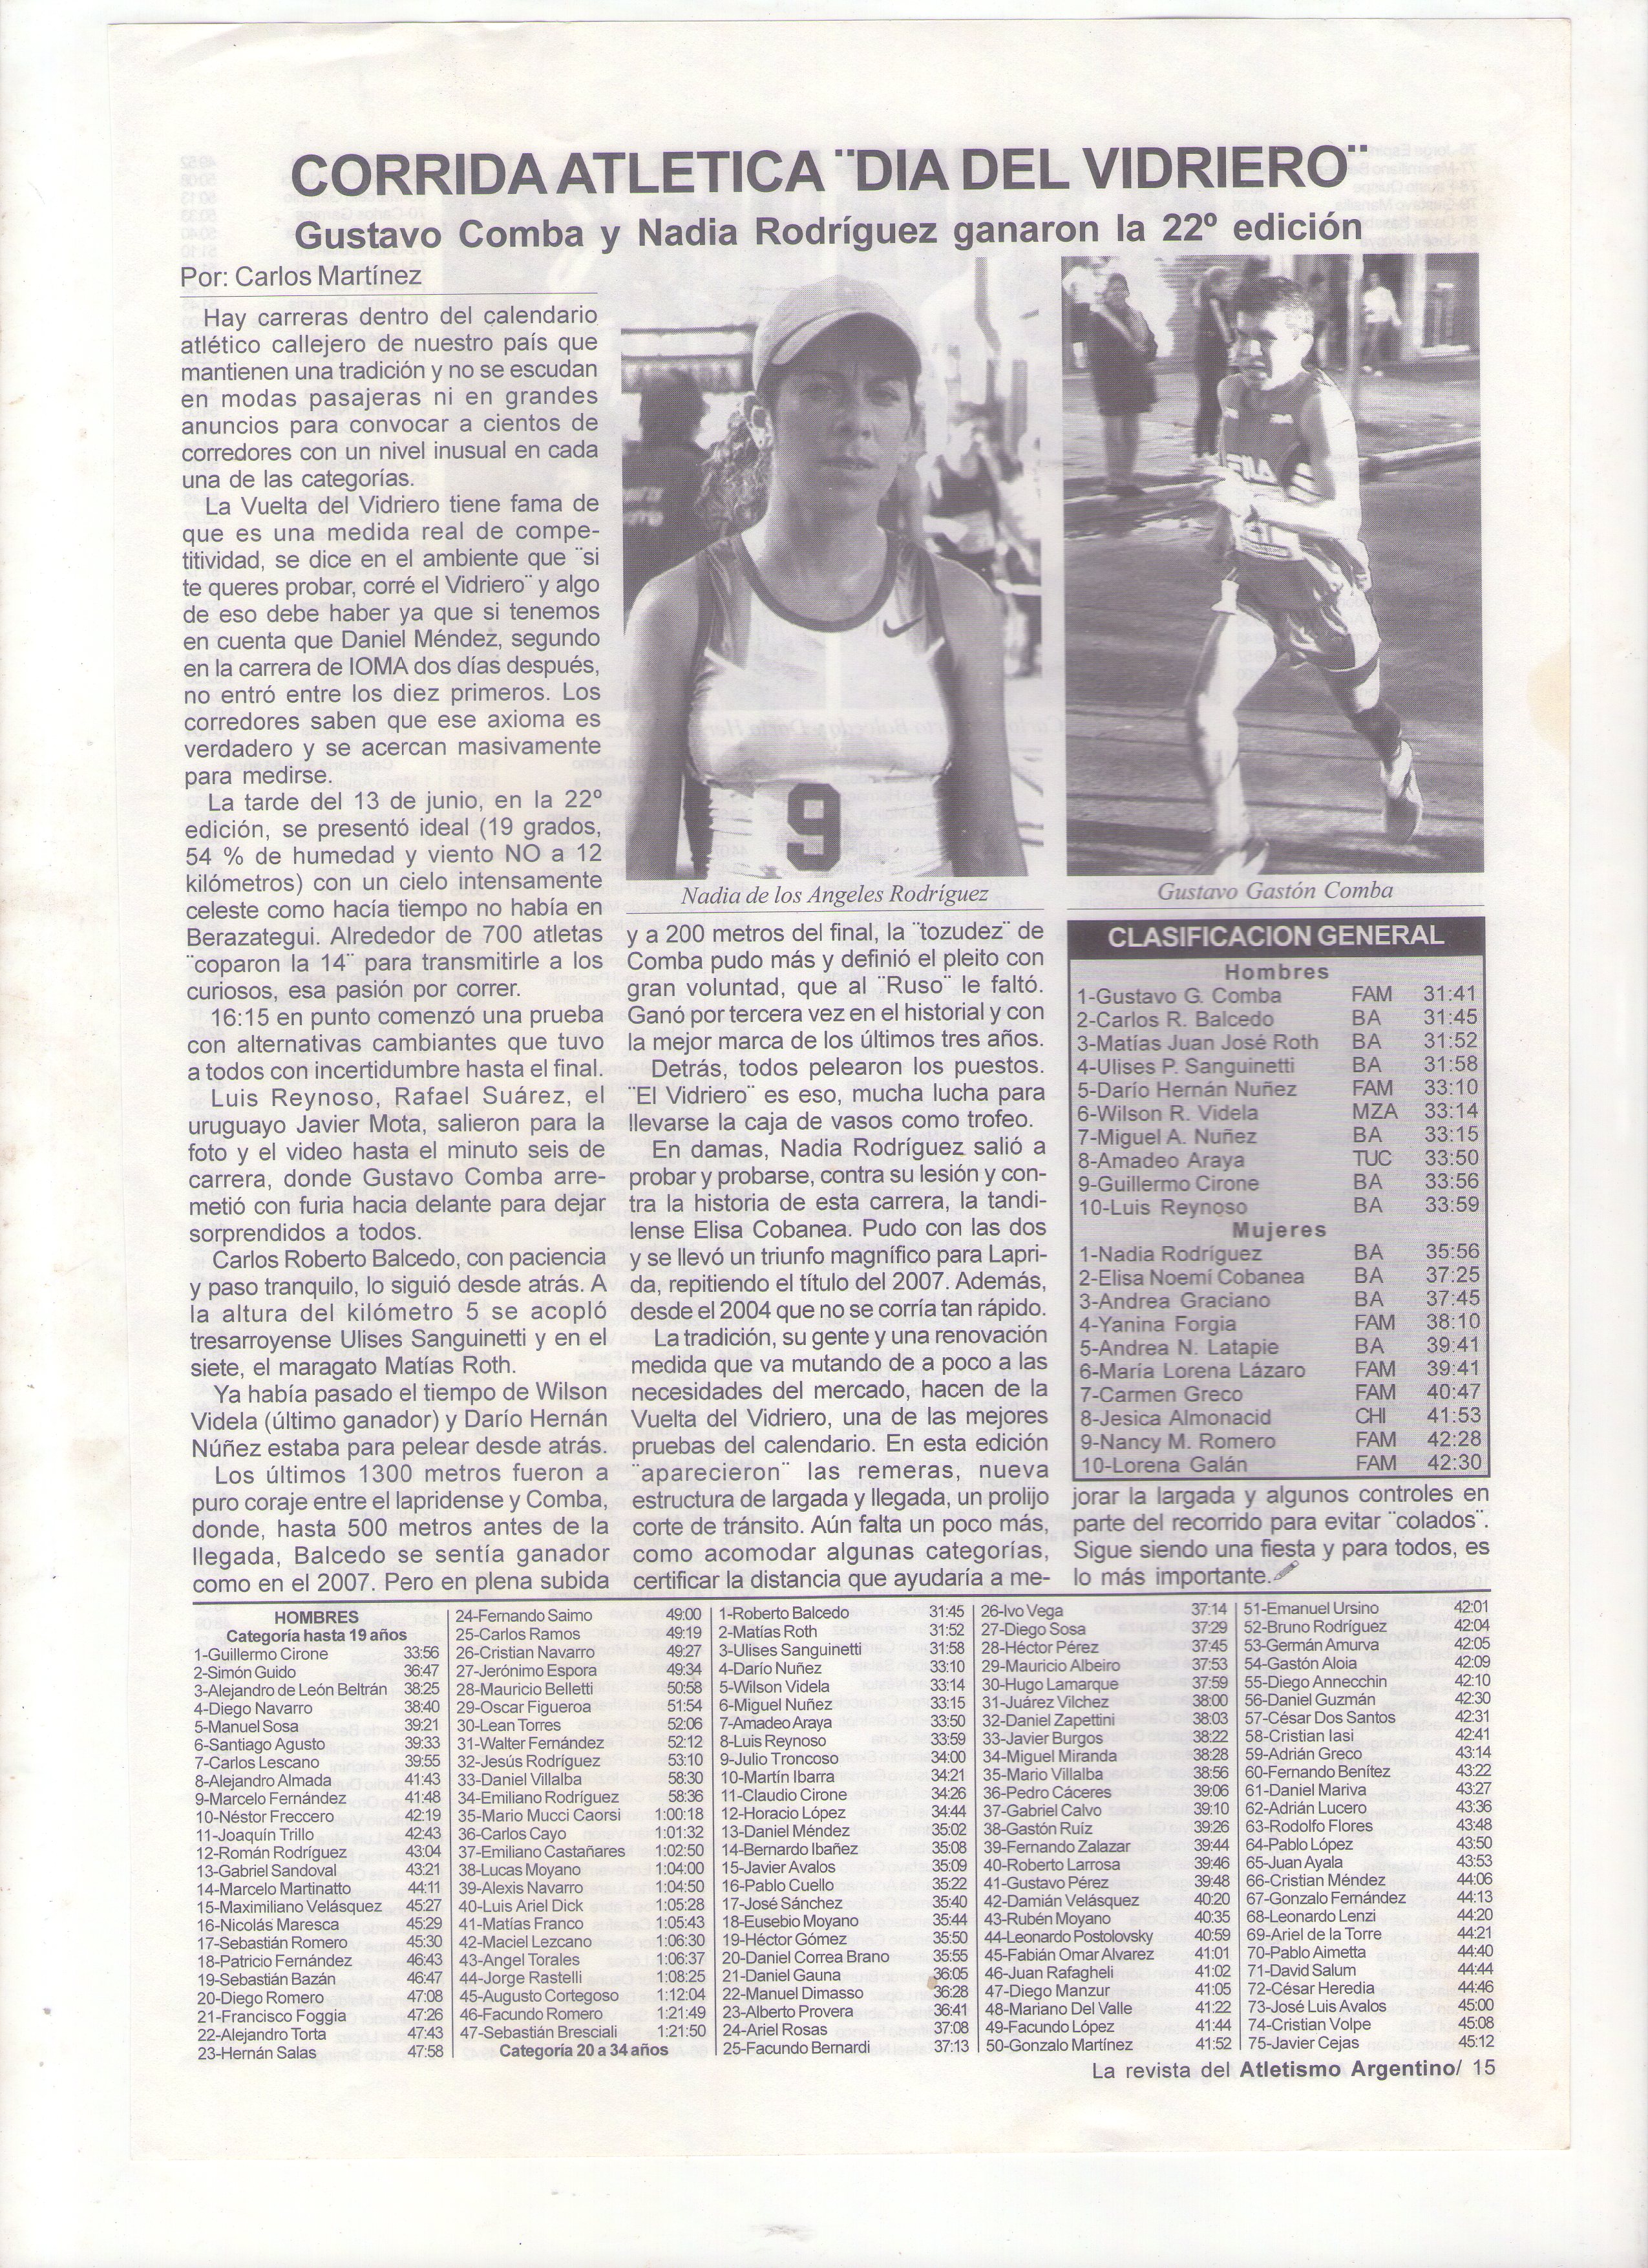 CORRIDA ATLETICA ¨DIA DEL VIDRIERO¨
Gustavo Comba y Nadia Rodríguez ganaron la 22º edición
Por: Carlos Martínez
Hay carreras dentro del calendario
atlético callejero de nuestro país que
mantienen una tradición y no se escudan
en modas pasajeras ni en grandes
anuncios para convocar a cientos de
corredores con un nivel inusual en cada
una de las categorías.
La Vuelta del Vidriero tiene fama de
que es una medida real de compe-
titividad, se dice en el ambiente que ¨si
te queres probar, corré el Vidriero¨ y algo
de eso debe haber ya que si tenemos
en cuenta que Daniel Méndez, segundo
en la carrera de IOMA dos días después,
no entró entre los diez primeros. Los
corredores saben que ese axioma es
verdadero y se acercan masivamente
para medirse.
La tarde del 13 de junio, en la 22º
edición, se presentó ideal (19 grados,
54 % de humedad y viento NO a 12
kilómetros) con un cielo intensamente
celeste como hacía tiempo no había en
Berazategui. Alrededor de 700 atletas
¨coparon la 14¨ para transmitirle a los
curiosos, esa pasión por correr.
16:15 en punto comenzó una prueba
con alternativas cambiantes que tuvo
a todos con incertidumbre hasta el final.
Luis Reynoso, Rafael Suárez, el
uruguayo Javier Mota, salieron para la
foto y el video hasta el minuto seis de
carrera, donde Gustavo Comba arre-
metió con furia hacia delante para dejar
sorprendidos a todos.
Carlos Roberto Balcedo, con paciencia
y paso tranquilo, lo siguió desde atrás. A
la altura del kilómetro 5 se acopló
tresarroyense Ulises Sanguinetti y en el
siete, el maragato Matías Roth.
Ya había pasado el tiempo de Wilson
Videla (último ganador) y Darío Hernán
Núñez estaba para pelear desde atrás.
Los últimos 1300 metros fueron a
puro coraje entre el lapridense y Comba,
donde, hasta 500 metros antes de la
llegada, Balcedo se sentía ganador
como en el 2007. Pero en plena subida
FILA
9
Nadia de los Angeles Rodríguez
Gustavo Gastón Comba
y a 200 metros del final, la ¨tozudez¨ de
Comba pudo más y definió el pleito con
gran voluntad, que al ¨Ruso¨ le faltó.
Ganó por tercera vez en el historial y con
la mejor marca de los últimos tres años.
Detrás, todos pelearon los puestos.
¨El Vidriero¨ es eso, mucha lucha para
llevarse la caja de vasos como trofeo.
En damas, Nadia Rodríguez salió a
probar y probarse, contra su lesión y con-
tra la historia de esta carrera, la tandi-
lense Elisa Cobanea. Pudo con las dos
y se llevó un triunfo magnífico para Lapri-
da, repitiendo el título del 2007. Además,
desde el 2004 que no se corría tan rápido.
La tradición, su gente y una renovación
medida que va mutando de a poco a las
necesidades del mercado, hacen de la
Vuelta del Vidriero, una de las mejores
pruebas del calendario. En esta edición
¨aparecieron¨ las remeras, nueva
estructura de largada y llegada, un prolijo
corte de tránsito. Aún falta un poco más,
como acomodar algunas categorías,
certificar la distancia que ayudaría a me-
CLASIFICACION GENERAL
Hombres
1-Gustavo G. Comba FAM 31:41
2-Carlos R. Balcedo BA 31:45
3-Matías Juan José Roth BA 31:52
4-Ulises P. Sanguinetti BA 31:58
5-Darío Hernán Nuñez FAM 33:10
6-Wilson R. Videla MZA 33:14
7-Miguel A. Nuñez BA 33:15
8-Amadeo Araya TUC 33:50
9-Guillermo Cirone BA 33:56
10-Luis Reynoso BA 33:59
Mujeres
1-Nadia Rodríguez BA 35:56
2-Elisa Noemí Cobanea BA 37:25
3-Andrea Graciano BA 37:45
4-Yanina Forgia FAM 38:10
5-Andrea N. Latapie BA 39:41
6-María Lorena Lázaro FAM 39:41
7-Carmen Greco FAM 40:47
8-Jesica Almonacid CHI 41:53
9-Nancy M. Romero FAM 42:28
10-Lorena Galán FAM 42:30
jorar la largada y algunos controles en
parte del recorrido para evitar ¨colados¨.
Sigue siendo una fiesta y para todos, es
lo más importante.
HOMBRES
Categoría hasta 19 años
1-Guillermo Cirone 33:56
2-Simón Guido 36:47
3-Alejandro de León Beltrán 38:25
4-Diego Navarro 38:40
5-Manuel Sosa 39:21
6-Santiago Agusto 39:33
7-Carlos Lescano 39:55
8-Alejandro Almada 41:43
9-Marcelo Fernández 41:48
10-Néstor Freccero 42:19
11-Joaquín Trillo 42:43
12-Román Rodríguez 43:04
13-Gabriel Sandoval 43:21
14-Marcelo Martinatto 44:11
15-Maximiliano Velásquez 45:27
16-Nicolás Maresca 45:29
17-Sebastián Romero 45:30
18-Patricio Fernández 46:43
19-Sebastián Bazán 46:47
20-Diego Romero 47:08
21-Francisco Foggia 47:26
22-Alejandro Torta 47:43
23-Hernán Salas 47:58
24-Fernando Saimo 49:00
25-Carlos Ramos 49:19
26-Cristian Navarro 49:27
27-Jerónimo Espora 49:34
28-Mauricio Belletti 50:58
29-Oscar Figueroa 51:54
30-Lean Torres 52:06
31-Walter Fernández 52:12
32-Jesús Rodríguez 53:10
33-Daniel Villalba 58:30
34-Emiliano Rodríguez 58:36
35-Mario Mucci Caorsi 1:00:18
36-Carlos Cayo 1:01:32
37-Emiliano Castañares 1:02:50
38-Lucas Moyano 1:04:00
39-Alexis Navarro 1:04:50
40-Luis Ariel Dick 1:05:28
41-Matías Franco 1:05:43
42-Maciel Lezcano 1:06:30
43-Angel Torales 1:06:37
44-Jorge Rastelli 1:08:25
45-Augusto Cortegoso 1:12:04
46-Facundo Romero 1:21:49
47-Sebastián Bresciali 1:21:50
Categoría 20 a 34 años
1-Roberto Balcedo 31:45
2-Matías Roth 31:52
3-Ulises Sanguinetti 31:58
4-Darío Nuñez 33:10
5-Wilson Videla 33:14
6-Miguel Nuñez 33:15
7-Amadeo Araya 33:50
8-Luis Reynoso 33:59
9-Julio Troncoso 34:00
10-Martín Ibarra 34:21
11-Claudio Cirone 34:26
12-Horacio López 34:44
13-Daniel Méndez 35:02
14-Bernardo Ibañez 35:08
15-Javier Avalos 35:09
16-Pablo Cuello 35:22
17-José Sánchez 35:40
18-Eusebio Moyano 35:44
19-Héctor Gómez 35:50
20-Daniel Correa Brano 35:55
21-Daniel Gauna 36:05
22-Manuel Dimasso 36:28
23-Alberto Provera 36:41
24-Ariel Rosas 37:08
25-Facundo Bernardi 37:13
26-Ivo Vega 37:14
27-Diego Sosa 37:29
28-Héctor Pérez 37:45
29-Mauricio Albeiro 37:53
30-Hugo Lamarque 37:59
31-Juárez Vilchez 38:00
32-Daniel Zapettini 38:03
33-Javier Burgos 38:22
34-Miguel Miranda 38:28
35-Mario Villalba 38:56
36-Pedro Cáceres 39:06
37-Gabriel Calvo 39:10
38-Gastón Ruíz 39:26
39-Fernando Zalazar 39:44
40-Roberto Larrosa 39:46
41-Gustavo Pérez 39:48
42-Damián Velásquez 40:20
43-Rubén Moyano 40:35
44-Leonardo Postolovsky 40:59
45-Fabián Omar Alvarez 41:01
46-Juan Rafagheli 41:02
47-Diego Manzur 41:05
48-Mariano Del Valle 41:22
49-Facundo López 41:44
50-Gonzalo Martínez 41:52
51-Emanuel Ursino 42:01
52-Bruno Rodríguez 42:04
53-Germán Amurva 42:05
54-Gastón Aloia 42:09
55-Diego Annecchin 42:10
56-Daniel Guzmán 42:30
57-César Dos Santos 42:31
58-Cristian Iasi 42:41
59-Adrián Greco 43:14
60-Fernando Benítez 43:22
61-Daniel Mariva 43:27
62-Adrián Lucero 43:36
63-Rodolfo Flores 43:48
64-Pablo López 43:50
65-Juan Ayala 43:53
66-Cristian Méndez 44:06
67-Gonzalo Fernández 44:13
68-Leonardo Lenzi 44:20
69-Ariel de la Torre 44:21
70-Pablo Aimetta 44:40
71-David Salum 44:44
72-César Heredia 44:46
73-José Luis Avalos 45:00
74-Cristian Volpe 45:08
75-Javier Cejas 45:12
La revista del Atletismo Argentino/ 15